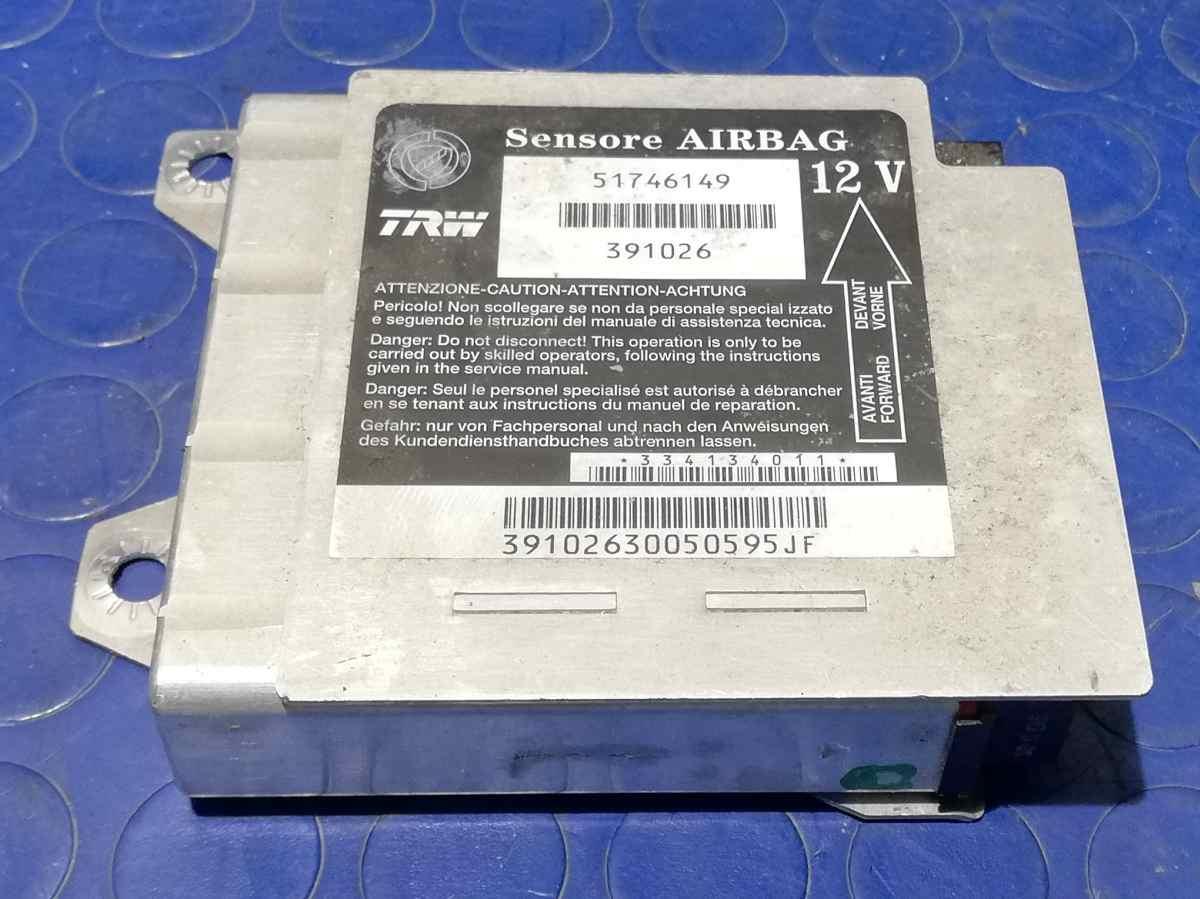 Sensore AIRBAG
12 V
51746149
TRW
391026
ATTENZIONE-CAUTION-ATTENTION-ACHTUNG
Pericolo! Non scollegare se non da personale special izzato
e seguendo le istruzioni del manuale di assistenza tecnica.
Danger: Do not disconnect! This operation is only to be
carried out by skilled operators, following the instructions
given in the service manual.
Danger: Seul le personel specialisé est autorisé à débrancher
en se tenant aux instructions du manuel de reparation.
Gefahr: nur von Fachpersonal und nach den Anwéisungen
des Kundendiensthandbuches abtrennen lassen.
AVANTI DEVANT
FORWARD VORNE
*334134011*
39102630050595JF